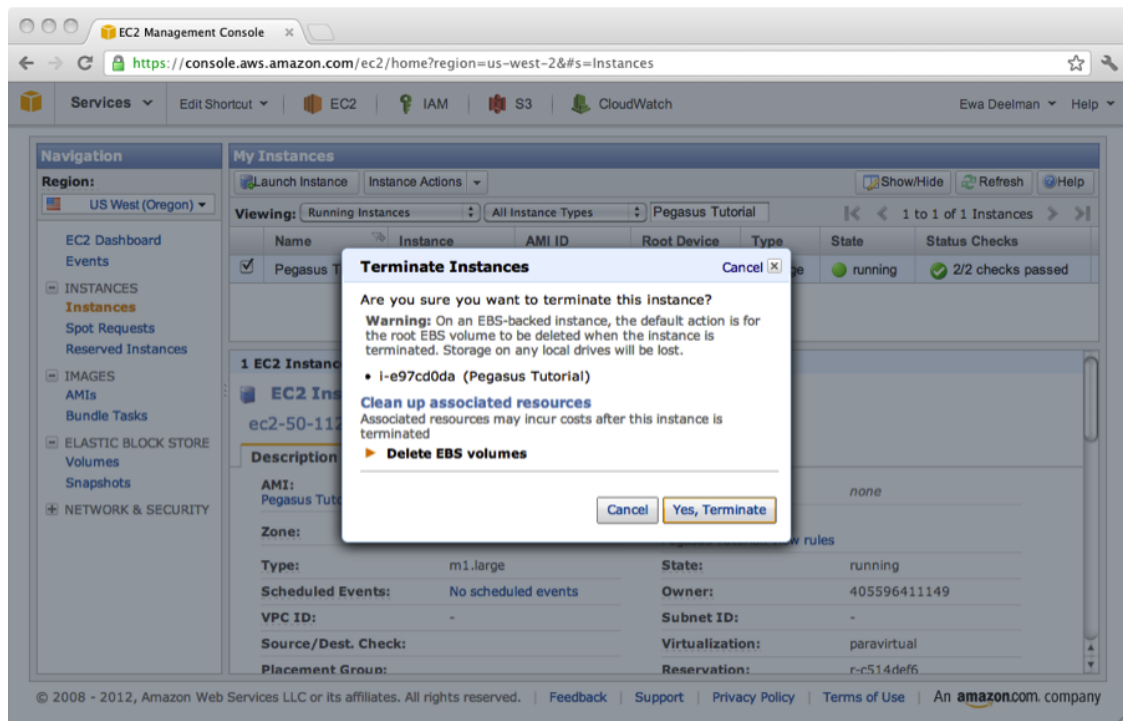 EC2 Management Console
https://console.aws.amazon.com/ec2/home?region=us-west-2&#s=Instances
Services Edit Shortcut EC2 IAM S3 CloudWatch Ewa Deelman Help
Navigation
My Instances
Region:
US West (Oregon)
Launch Instance Instance Actions Show/Hide Refresh Help
Viewing: Running Instances All Instance Types Pegasus Tutorial 1 to 1 of 1 Instances
Name Instance AMI ID Root Device Type State Status Checks
Pegasus T running 2/2 checks passed
EC2 Dashboard
Events
INSTANCES
Instances
Spot Requests
Reserved Instances
IMAGES
AMIs
Bundle Tasks
ELASTIC BLOCK STORE
Volumes
Snapshots
NETWORK & SECURITY
Terminate Instances Cancel
Are you sure you want to terminate this instance?
Warning: On an EBS-backed instance, the default action is for
the root EBS volume to be deleted when the instance is
terminated. Storage on any local drives will be lost.
• i-e97cd0da (Pegasus Tutorial)
Clean up associated resources
Associated resources may incur costs after this instance is
terminated
Delete EBS volumes
Cancel Yes, Terminate
1 EC2 Instanc
EC2 Ins
ec2-50-112
Description
AMI:
Pegasus Tuto none
Zone: w rules
Type: m1.large State: running
Scheduled Events: No scheduled events Owner: 405596411149
VPC ID: - Subnet ID: -
Source/Dest. Check: Virtualization: paravirtual
Placement Group: Reservation: r-c514def6
© 2008 - 2012, Amazon Web Services LLC or its affiliates. All rights reserved. Feedback Support Privacy Policy Terms of Use An amazon.com. company